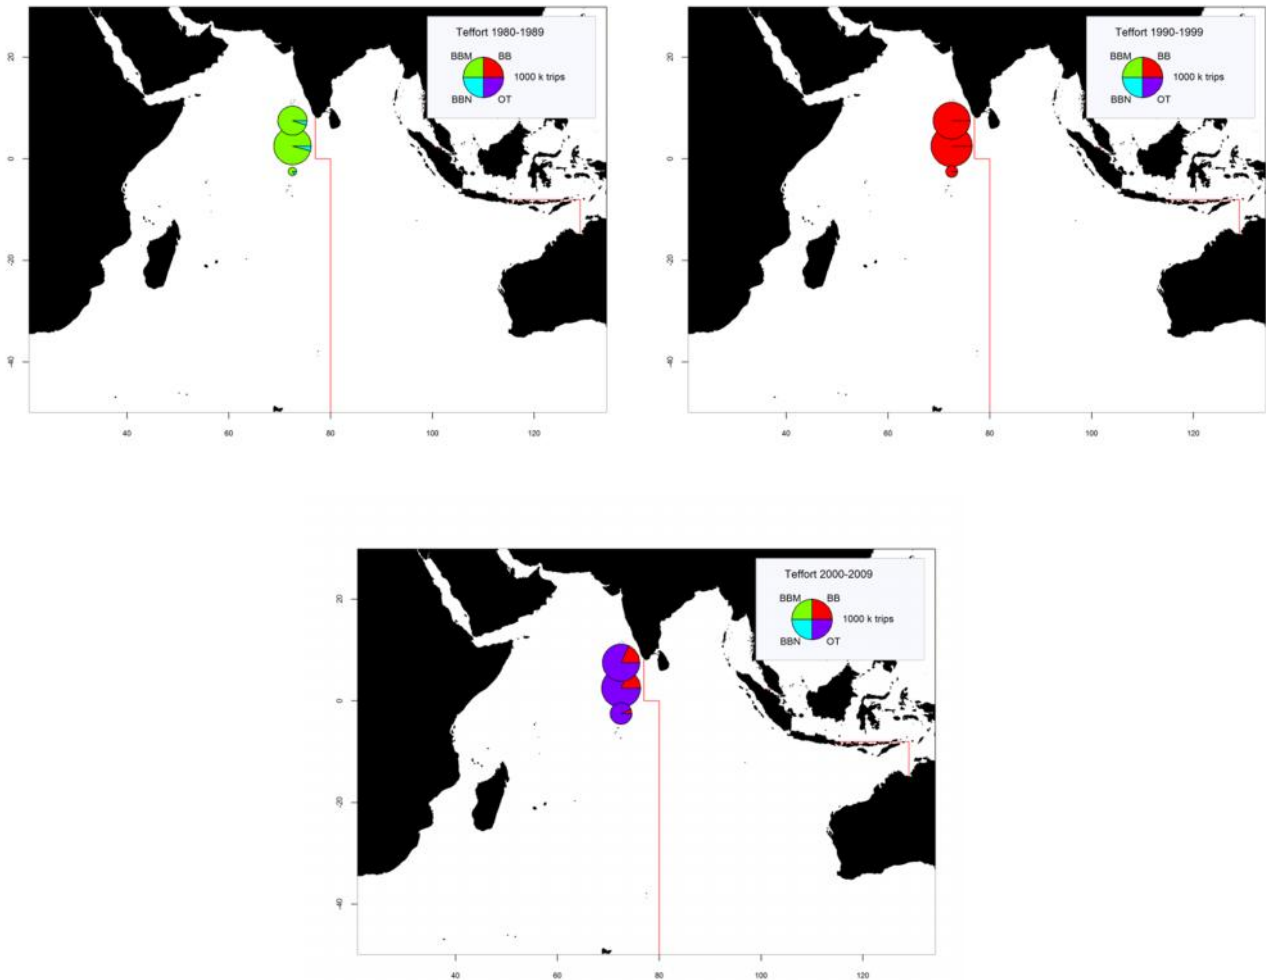 Teffort 1980-1989
BBM BB
1000 k trips
BBN OT
20
0
-20
-40
40 60 80 100 120
Teffort 1990-1999
BBM BB
1000 k trips
BBN OT
20
0
-20
-40
40 60 80 100 120
Teffort 2000-2009
BBM BB
1000 k trips
BBN OT
20
0
-20
-40
40 60 80 100 120